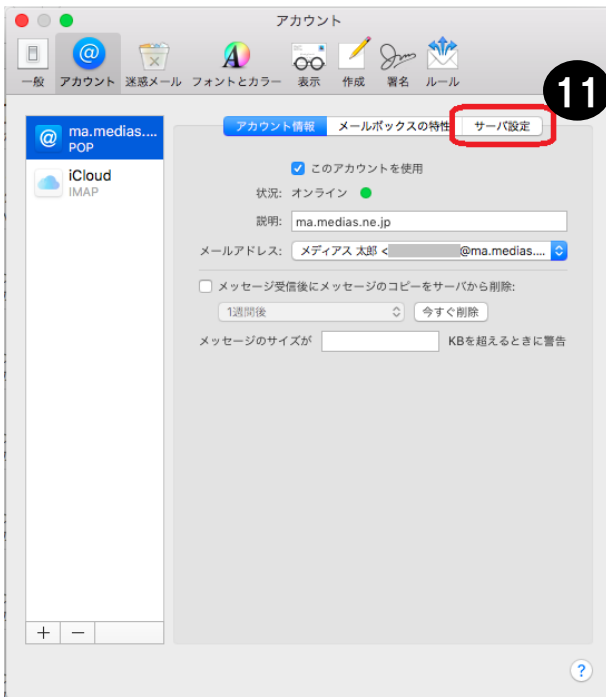 アカウント
一般 アカウント 迷惑メール フォントとカラー 表示 作成 署名 ルール
11
アカウント情報 メールボックスの特性 サーバ設定
@ ma.medias....
POP
iCloud
IMAP
このアカウントを使用
状況: オンライン
説明: ma.medias.ne.jp
メールアドレス: メディアス 太郎 < @ma.medias....
メッセージ受信後にメッセージのコピーをサーバから削除:
1週間後 今すぐ削除
メッセージのサイズが KBを超えるときに警告
+ −
?